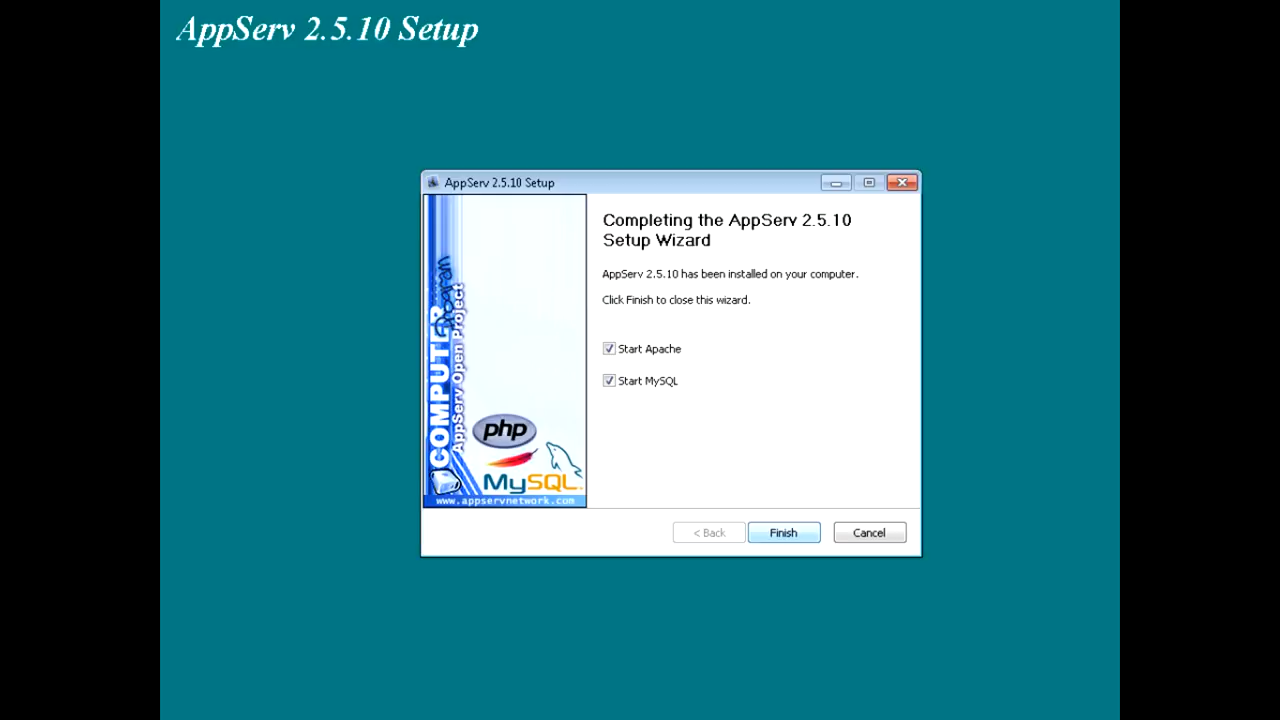 AppServ 2.5.10 Setup
AppServ 2.5.10 Setup
Completing the AppServ 2.5.10
Setup Wizard
AppServ 2.5.10 has been installed on your computer.
Click Finish to close this wizard.
Start Apache
Start MySQL
COMPUTER
Program
AppServ Open Project
php
MySQL
www.appservnetwork.com
< Back
Finish
Cancel